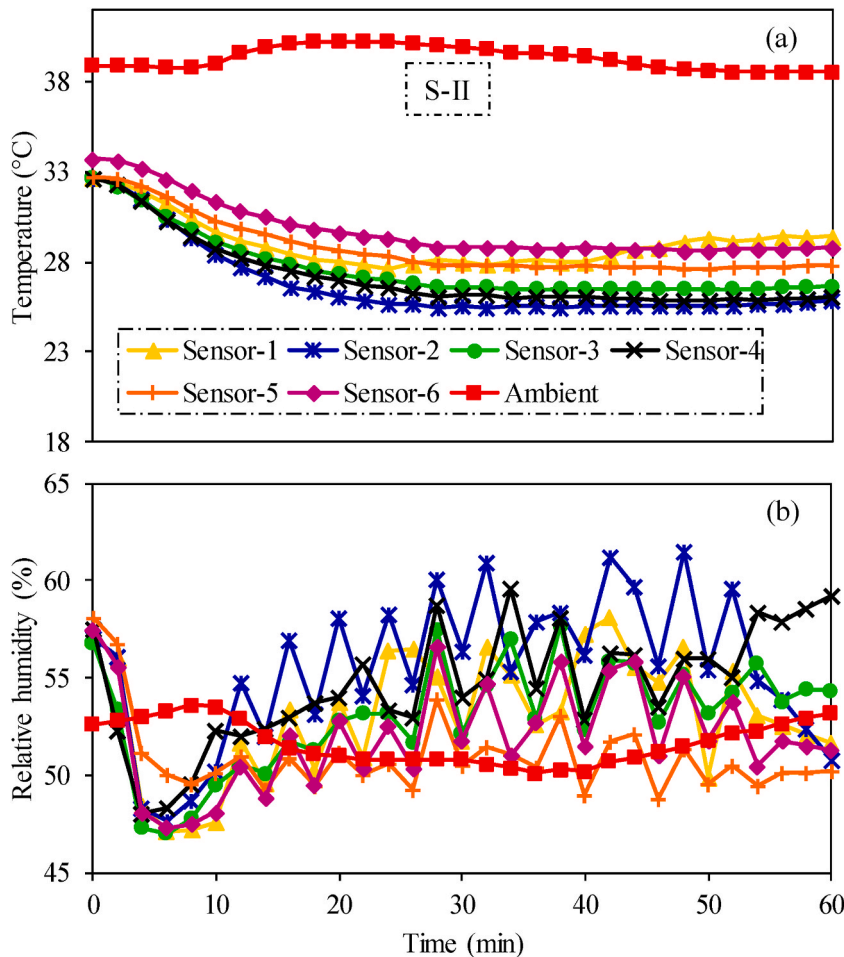 (a)
38
S-II
33
28
Sensor-1 Sensor-2 Sensor-3 Sensor-4
23
Sensor-5 Sensor-6 Ambient
18
Temperature (°C)
65
(b)
60
55
50
45
Relative humidity (%)
0 10 20 30 40 50 60
Time (min)